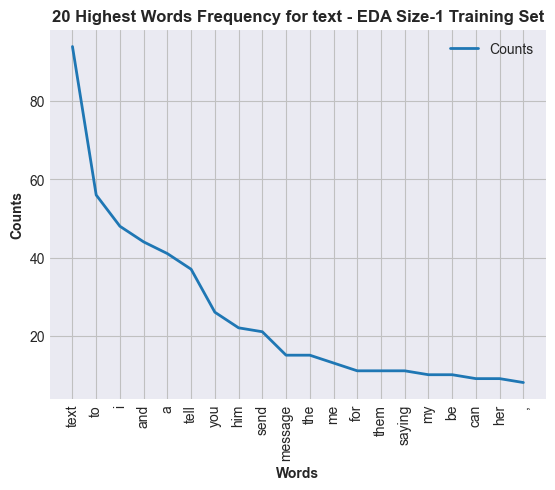 20 Highest Words Frequency for text - EDA Size-1 Training Set
Counts
Counts
80
60
40
20
text
to
i
and
a
tell
you
him
send
message
the
me
for
them
saying
my
be
can
her
,
Words